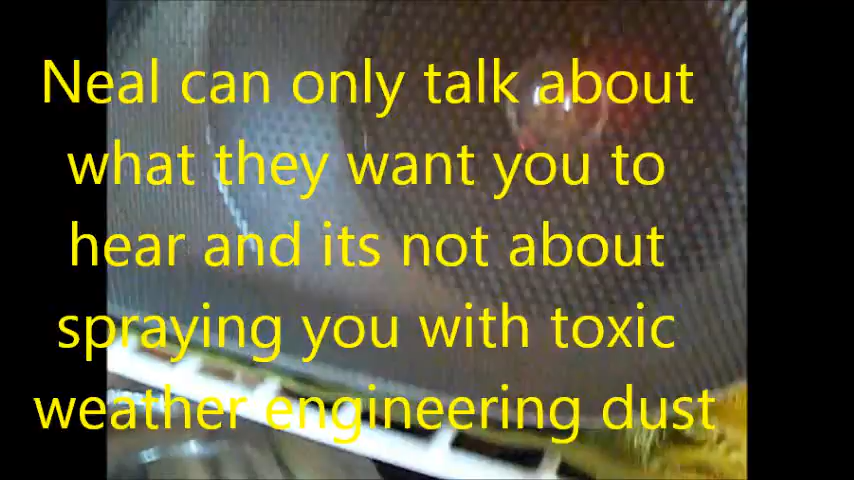 Neal can only talk about
what they want you to
hear and its not about
spraying you with toxic
weather engineering dust